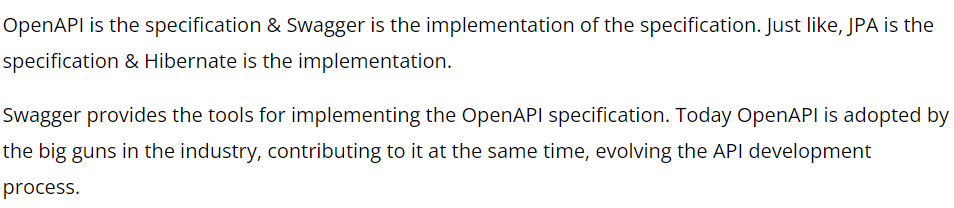 OpenAPI is the specification & Swagger is the implementation of the specification. Just like, JPA is the
specification & Hibernate is the implementation.
Swagger provides the tools for implementing the OpenAPI specification. Today OpenAPI is adopted by
the big guns in the industry, contributing to it at the same time, evolving the API development
process.